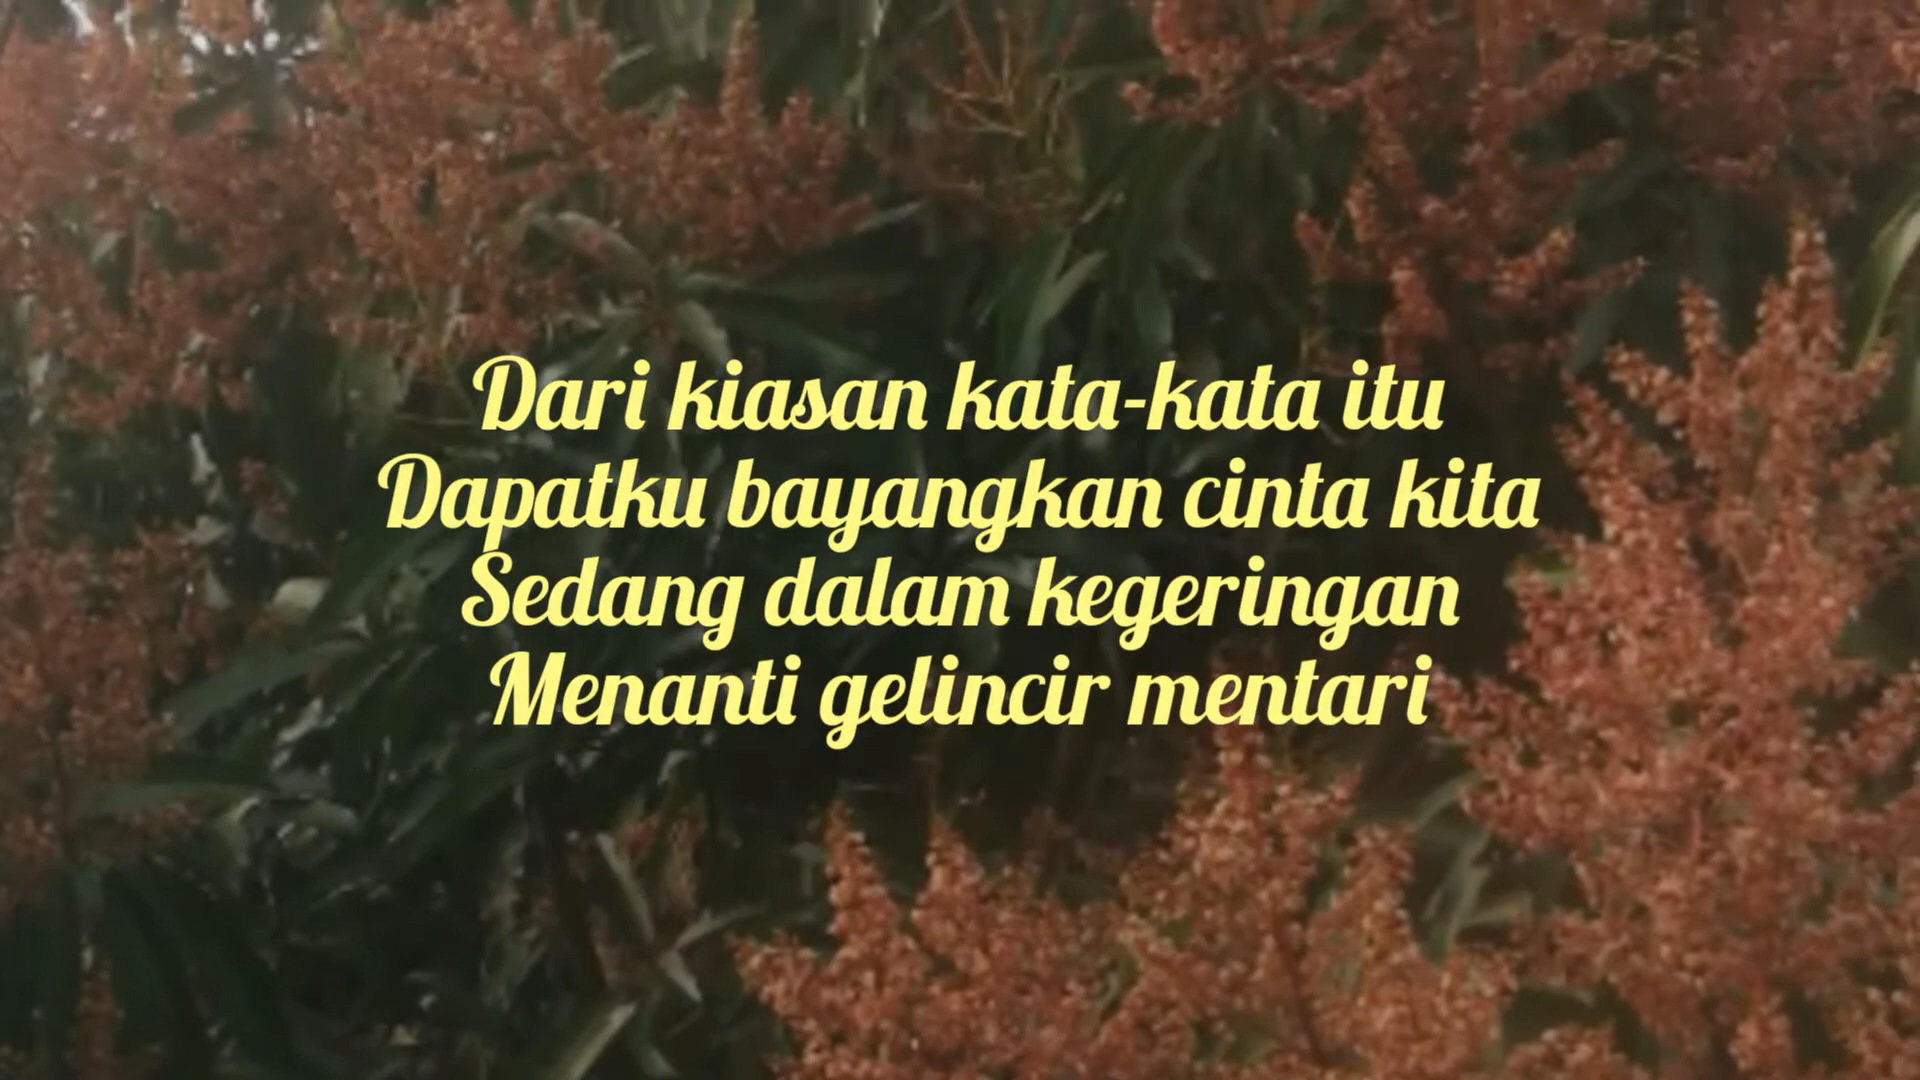 Dari kiasan kata-kata itu
Dapatku bayangkan cinta kita
Sedang dalam kegeringan
Menanti gelincir mentari